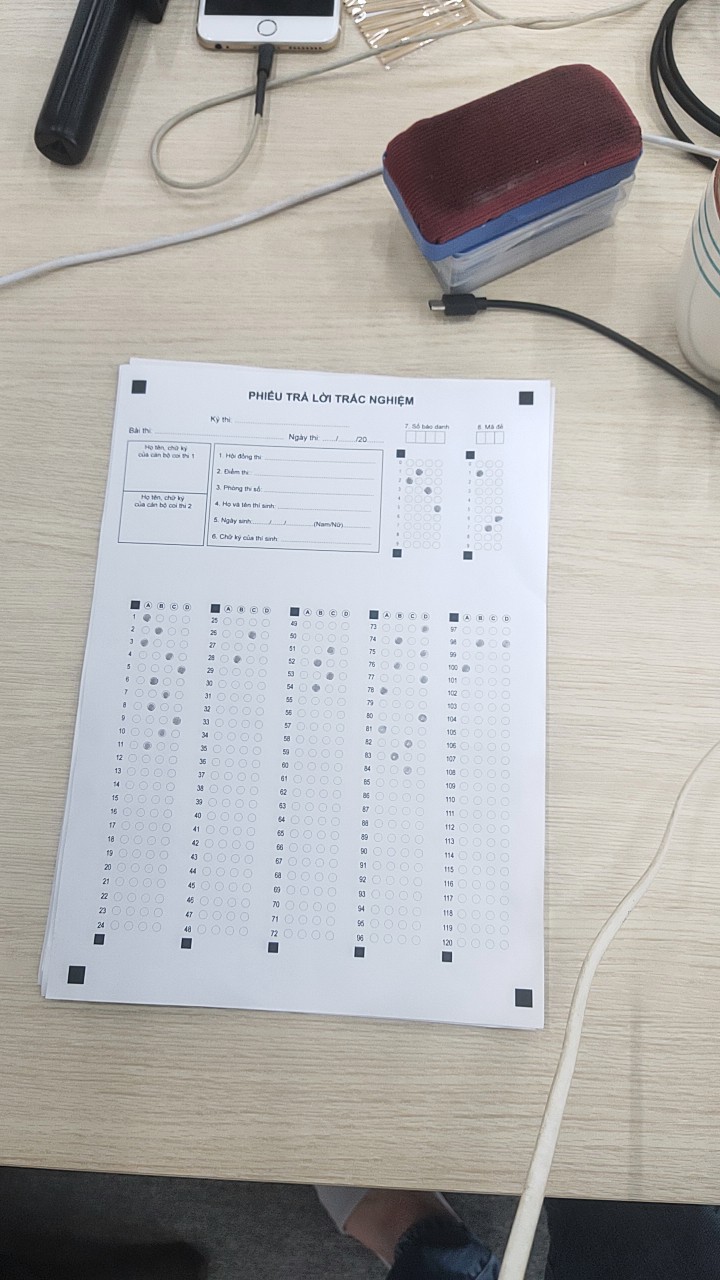 PHIẾU TRẢ LỜI TRẮC NGHIỆM
Kỳ thi:
Bài thi: Ngày thi: ...../....../20
7. Số báo danh
8. Mã đề
Họ tên, chữ ký
của cán bộ coi thi 1
Họ tên, chữ ký
của cán bộ coi thi 2
1. Hội đồng thi:
2. Điểm thi:
3. Phòng thi số:
4. Họ và tên thí sinh:
5. Ngày sinh:....../....../ (Nam/Nữ)
6. Chữ ký của thí sinh:
A B C D A B C D A B C D A B C D A B C D
1 25 49 73 97
2 26 50 74 98
3 27 51 75 99
4 28 52 76 100
5 29 53 77 101
6 30 54 78 102
7 31 55 79 103
8 32 56 80 104
9 33 57 81 105
10 34 58 82 106
11 35 59 83 107
12 36 60 84 108
13 37 61 85 109
14 38 62 86 110
15 39 63 87 111
16 40 64 88 112
17 41 65 89 113
18 42 66 90 114
19 43 67 91 115
20 44 68 92 116
21 45 69 93 117
22 46 70 94 118
23 47 71 95 119
24 48 72 96 120